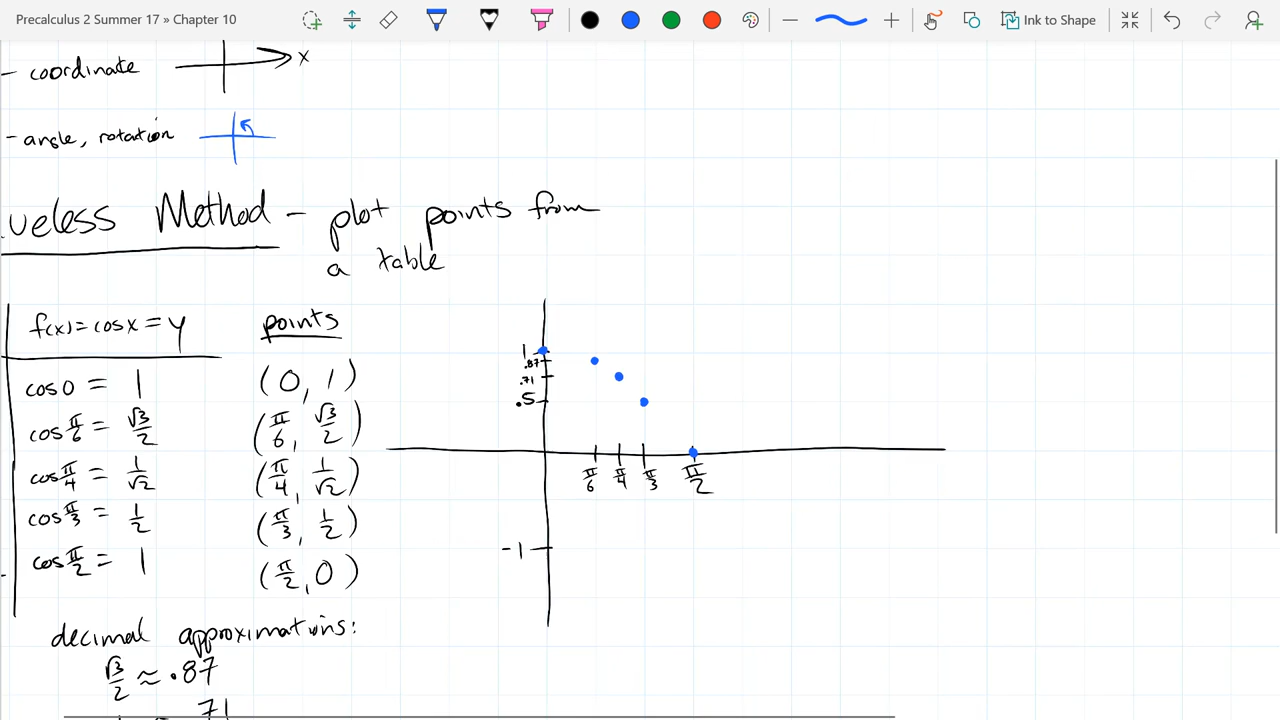 Precalculus 2 Summer 17 » Chapter 10
Ink to Shape
- coordinate
x
- angle, rotation
ueless Method - plot points from
a table
f(x) = cos x = y
points
cos 0 = 1
(0, 1)
cos π/6 = √3/2
(π/6, √3/2)
cos π/4 = 1/√2
(π/4, 1/√2)
cos π/3 = 1/2
(π/3, 1/2)
cos π/2 = 1
(π/2, 0)
1
.87
.71
.5
π/6 π/4 π/3 π/2
-1
decimal approximations:
√3/2 ≈ .87
71